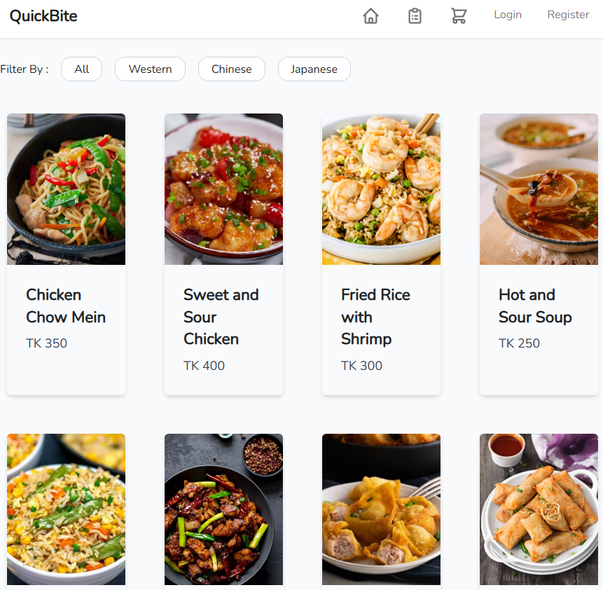 QuickBite
Login
Register
Filter By :
All
Western
Chinese
Japanese
Chicken
Chow Mein
TK 350
Sweet and
Sour
Chicken
TK 400
Fried Rice
with
Shrimp
TK 300
Hot and
Sour Soup
TK 250